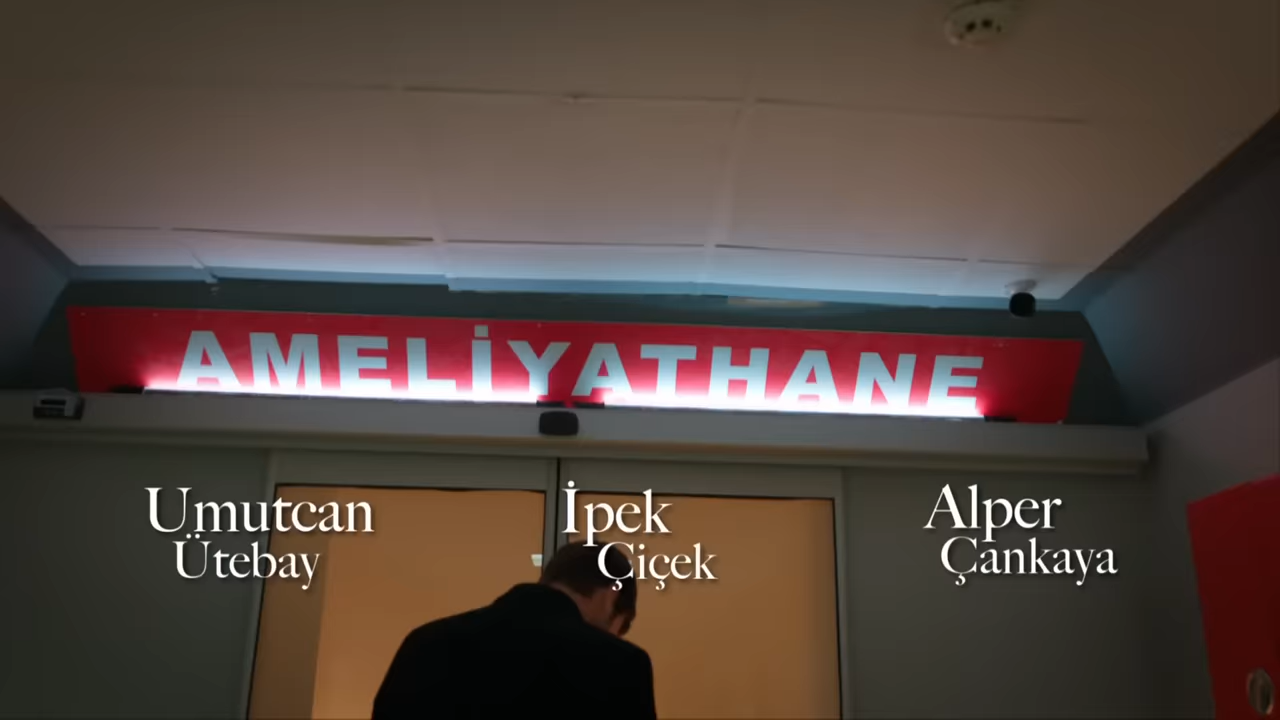 AMELİYATHANE
Umutcan
Ütebay
İpek
Çiçek
Alper
Çankaya